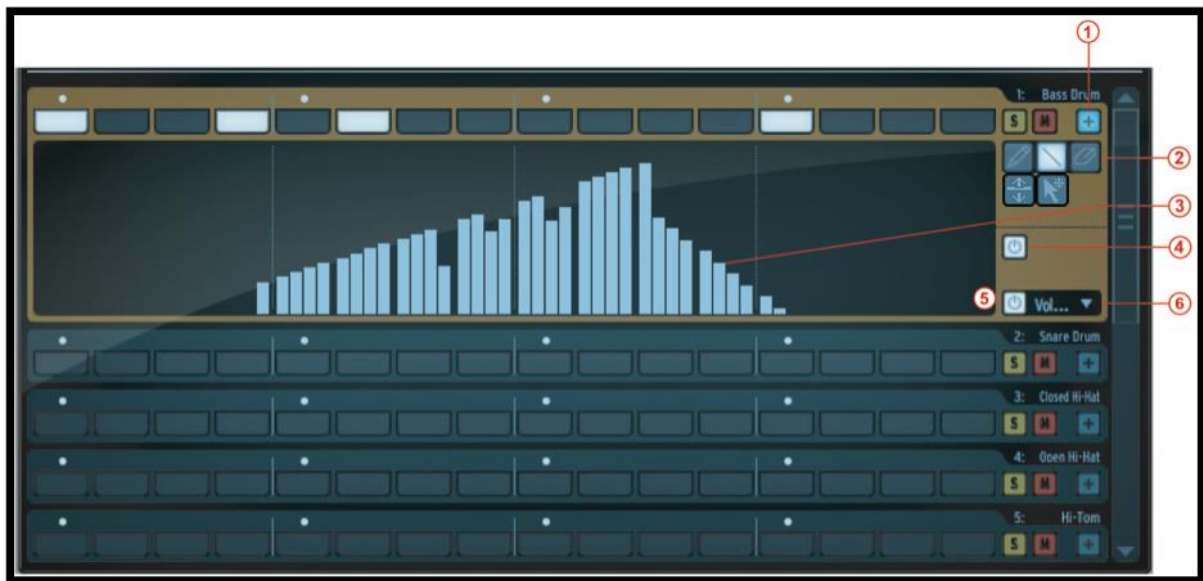 1
1: Bass Drum
S M +
2
3
4
5
Vol...
6
2: Snare Drum
S M +
3: Closed Hi-Hat
S M +
4: Open Hi-Hat
S M +
5: Hi-Tom
S M +